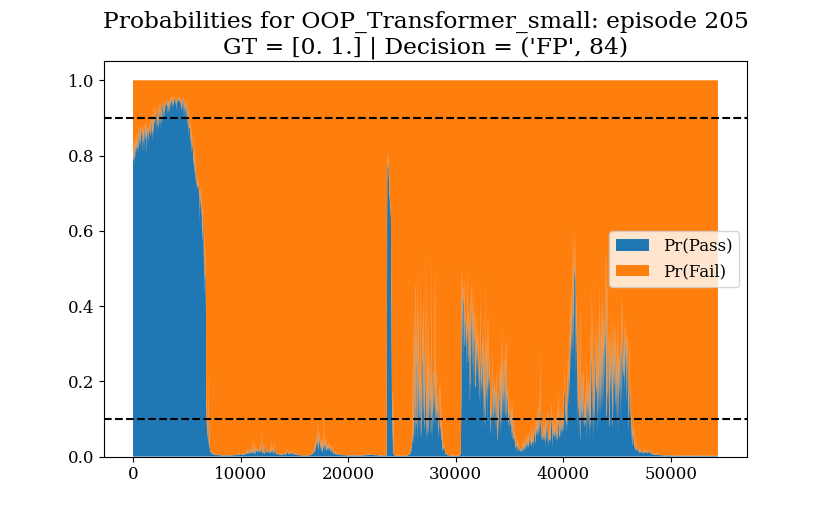 Probabilities for OOP_Transformer_small: episode 205
GT = [0. 1.] | Decision = ('FP', 84)
1.0
0.8
0.6
0.4
0.2
0.0
Pr(Pass)
Pr(Fail)
0 10000 20000 30000 40000 50000